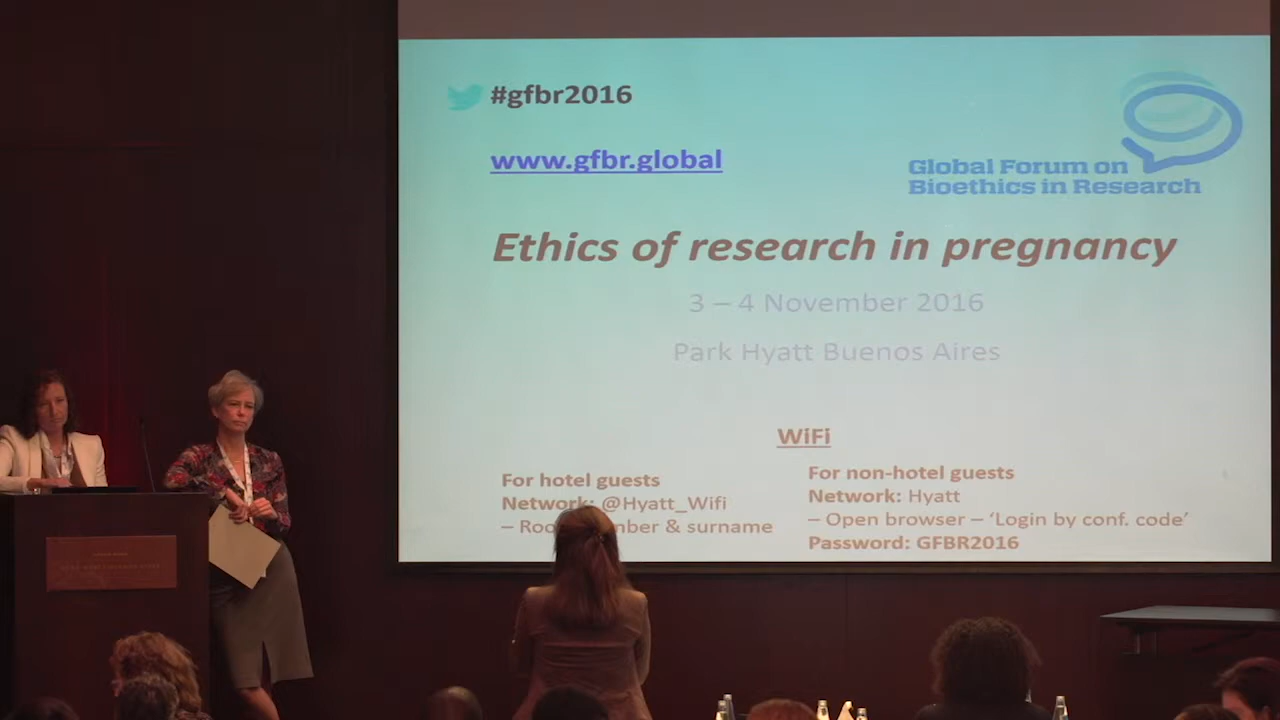 #gfbr2016
www.gfbr.global
Global Forum on
Bioethics in Research
Ethics of research in pregnancy
3 – 4 November 2016
Park Hyatt Buenos Aires
WiFi
For hotel guests
Network: @Hyatt_Wifi
– & surname
For non-hotel guests
Network: Hyatt
– Open browser – ‘Login by conf. code’
Password: GFBR2016